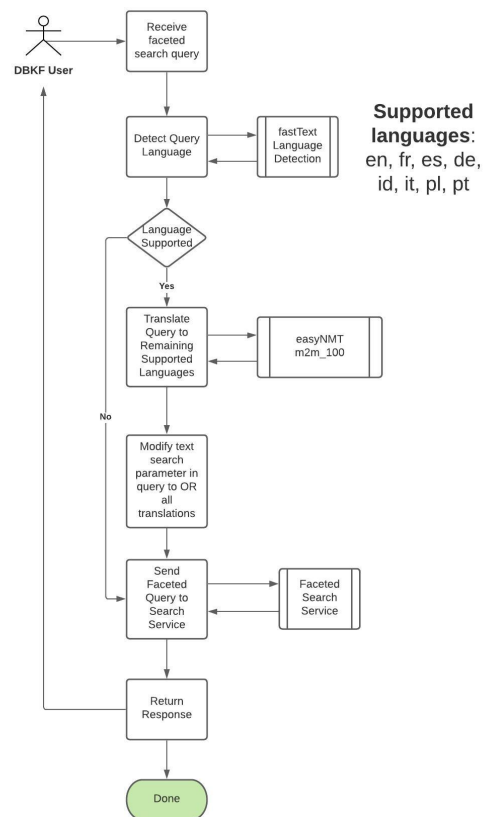 Receive
faceted
search query
DBKF User
Detect Query
Language
fastText
Language
Detection
Supported
languages:
en, fr, es, de,
id, it, pl, pt
Language
Supported
Yes
Translate
Query to
Remaining
Supported
Languages
easyNMT
m2m_100
No
Modify text
search
parameter in
query to OR
all
translations
Send
Faceted
Query to
Search
Service
Faceted
Search
Service
Return
Response
Done